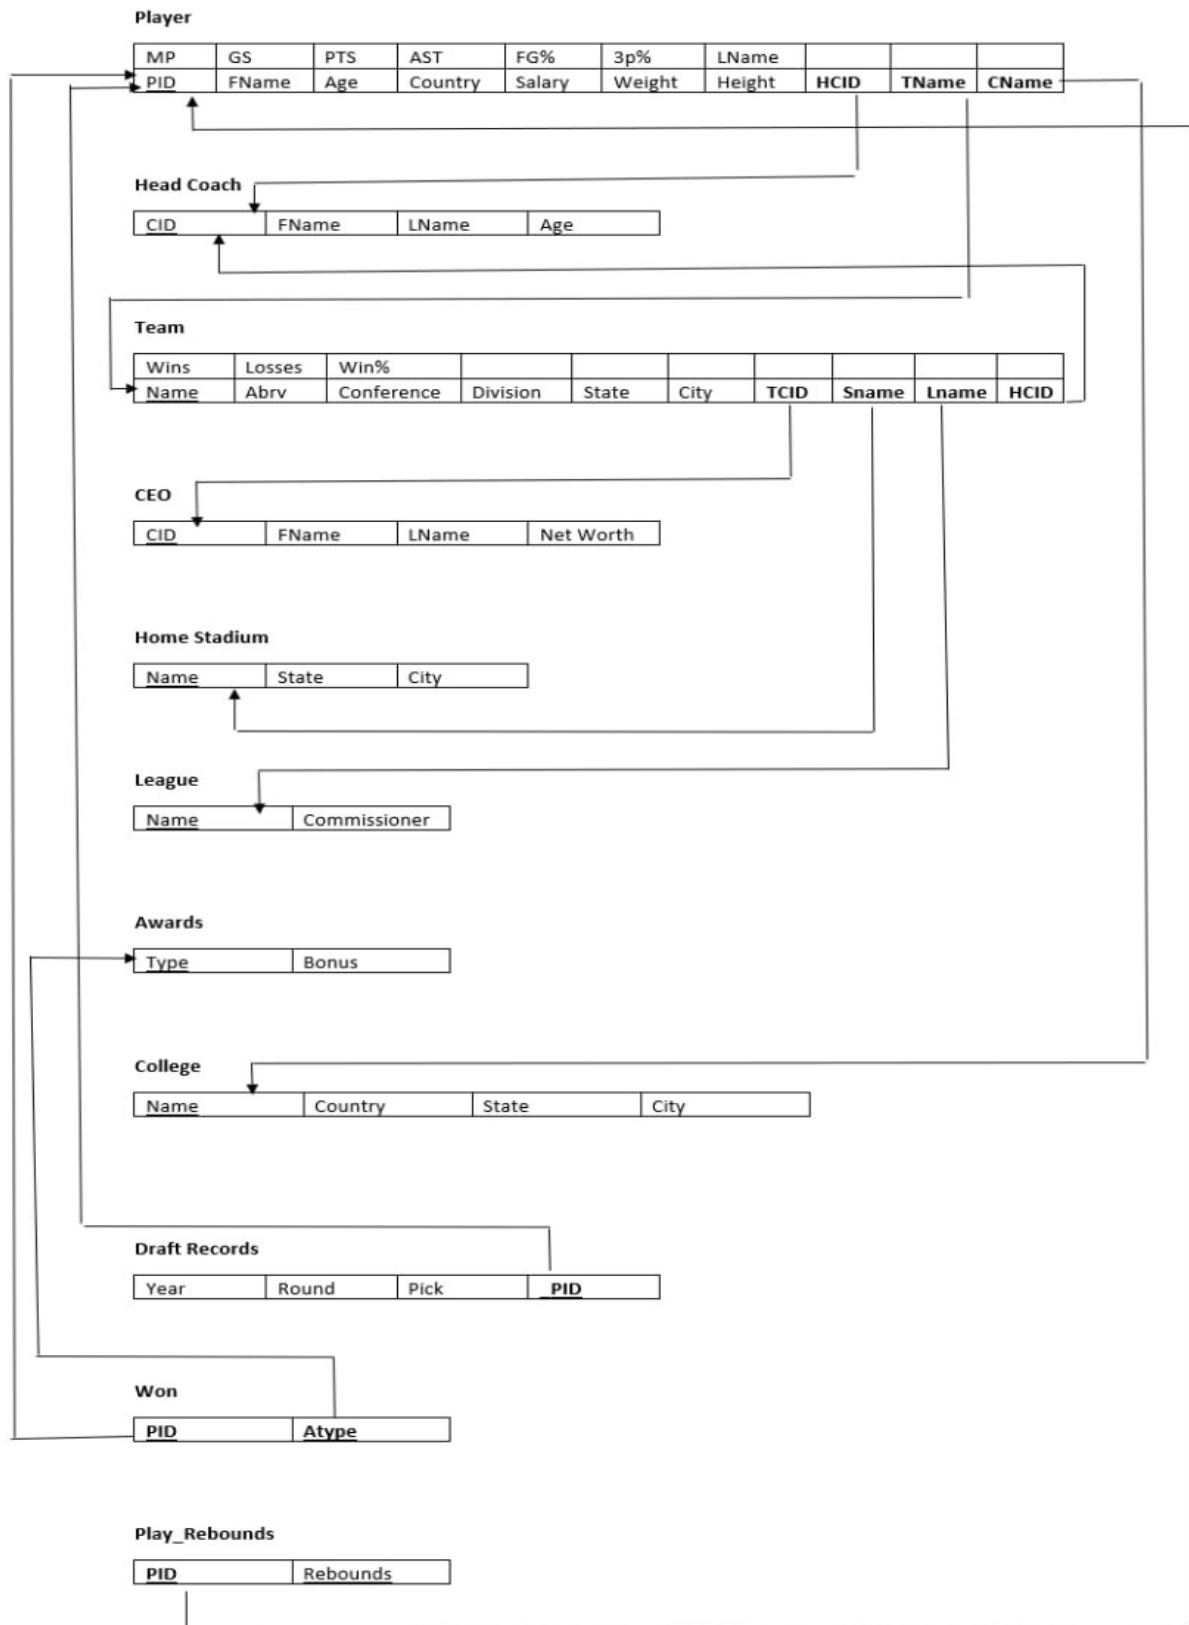 Player
MP GS PTS AST FG% 3p% LName
PID FName Age Country Salary Weight Height HCID TName CName
Head Coach
CID FName LName Age
Team
Wins Losses Win%
Name Abrv Conference Division State City TCID Sname Lname HCID
CEO
CID FName LName Net Worth
Home Stadium
Name State City
League
Name Commissioner
Awards
Type Bonus
College
Name Country State City
Draft Records
Year Round Pick PID
Won
PID Atype
Play_Rebounds
PID Rebounds